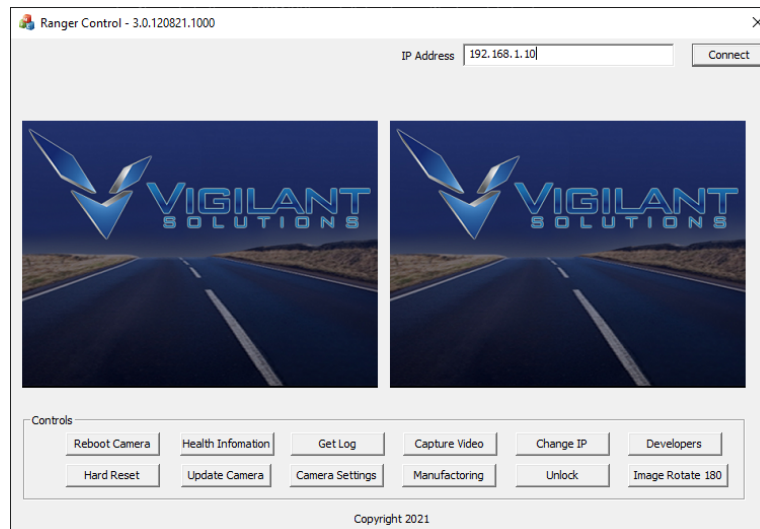 Ranger Control - 3.0.120821.1000
IP Address 192.168.1.10 Connect
VIGILANT
SOLUTIONS
VIGILANT
SOLUTIONS
Controls
Reboot Camera Health Infomation Get Log Capture Video Change IP Developers
Hard Reset Update Camera Camera Settings Manufactoring Unlock Image Rotate 180
Copyright 2021